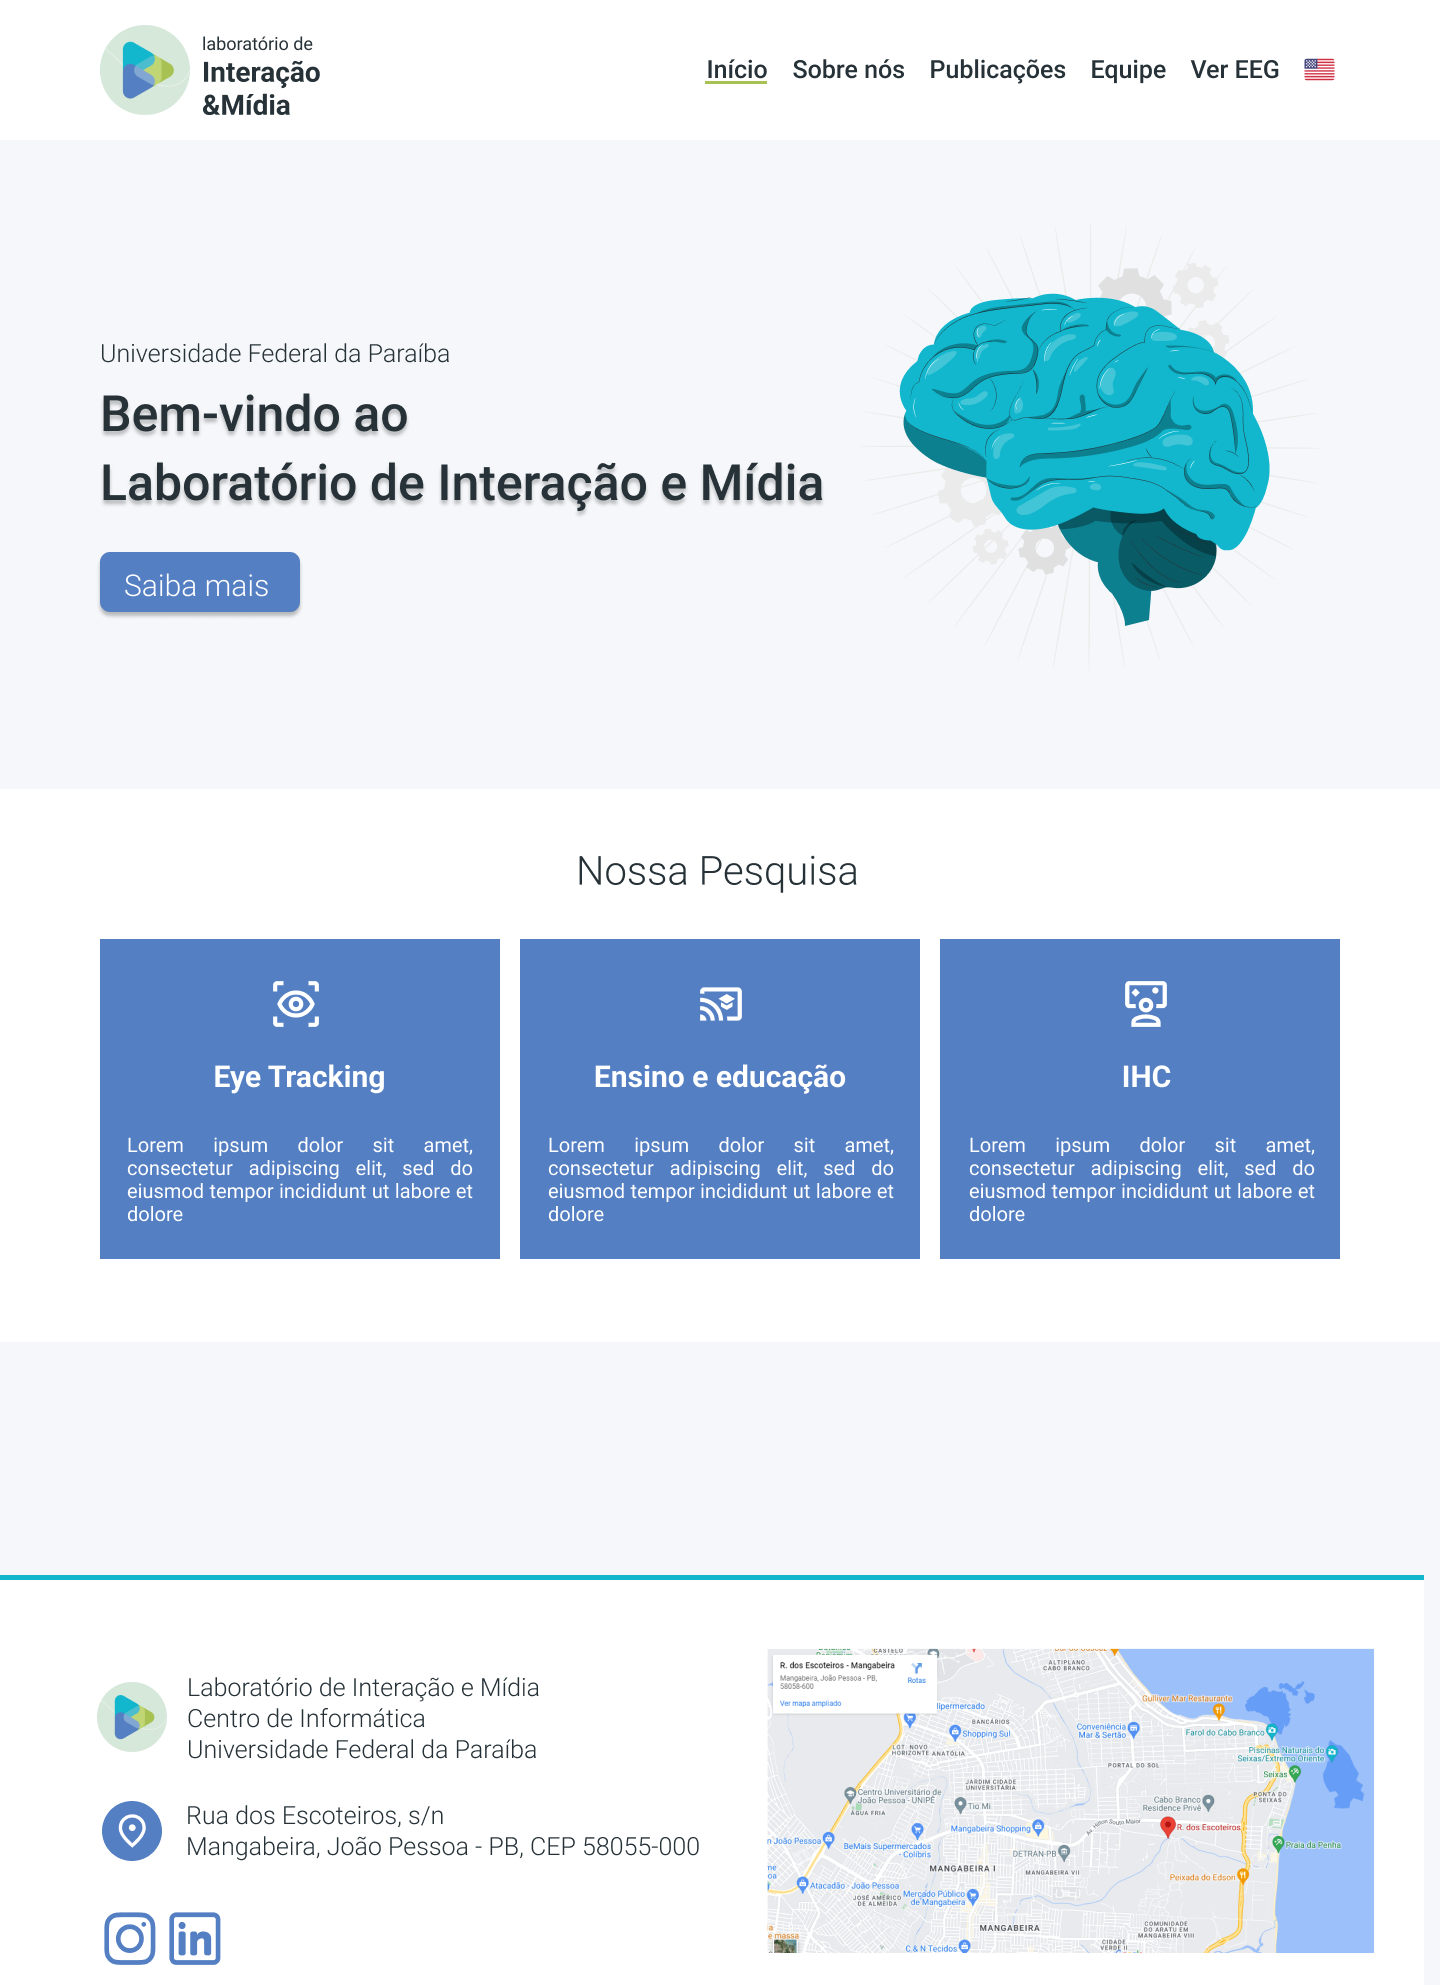 laboratório de
Interação
&Mídia
Início Sobre nós Publicações Equipe Ver EEG
Universidade Federal da Paraíba
Bem-vindo ao
Laboratório de Interação e Mídia
Saiba mais
Nossa Pesquisa
Eye Tracking
Lorem ipsum dolor sit amet,
consectetur adipiscing elit, sed do
eiusmod tempor incididunt ut labore et
dolore
Ensino e educação
Lorem ipsum dolor sit amet,
consectetur adipiscing elit, sed do
eiusmod tempor incididunt ut labore et
dolore
IHC
Lorem ipsum dolor sit amet,
consectetur adipiscing elit, sed do
eiusmod tempor incididunt ut labore et
dolore
Laboratório de Interação e Mídia
Centro de Informática
Universidade Federal da Paraíba
Rua dos Escoteiros, s/n
Mangabeira, João Pessoa - PB, CEP 58055-000
in
R. dos Escoteiros - Mangabeira
Mangabeira, João Pessoa - PB,
58058-600
Ver mapa ampliado
Rotas
CASTELO
ALTIPLANO
CABO BRANCO
Gulliver Mar Restaurante
lipermercado
BANCÁRIOS
Shopping Sul
Conveniência
Mar & Sertão
Farol do Cabo Branco
LOT. NOVO
HORIZONTE
ANATÓLIA
Piscinas Naturais do
Seixas/Extremo Oriente
PORTAL DO SOL
Seixas
JARDIM CIDADE
UNIVERSITÁRIA
Centro Universitário de
João Pessoa - UNIPÊ
PONTA DO
SEIXAS
Tio Mi
Cabo Branco
Residence Privê
ÁGUA FRIA
Mangabeira Shopping
Av. Hilton Souto Maior
R. dos Escoteiros
n João Pessoa
BeMais Supermercados
- Colibris
Praia da Penha
DETRAN-PB
MANGABEIRA I
MANGABEIRA VII
Peixada do Edson
Atacadão - João Pessoa
JOSÉ AMÉRICO
DE ALMEIDA
Mercado Público
de Mangabeira
MANGABEIRA
COMUNIDADE
DO ARATU EM
MANGABEIRA VIII
e massa
CIDADE
VERDE II
C & N Tecidos